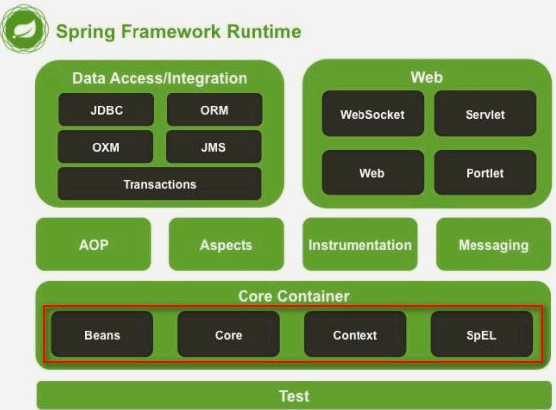 Spring Framework Runtime
Data Access/Integration
JDBC ORM
OXM JMS
Transactions
Web
WebSocket Servlet
Web Portlet
AOP Aspects Instrumentation Messaging
Core Container
Beans Core Context SpEL
Test